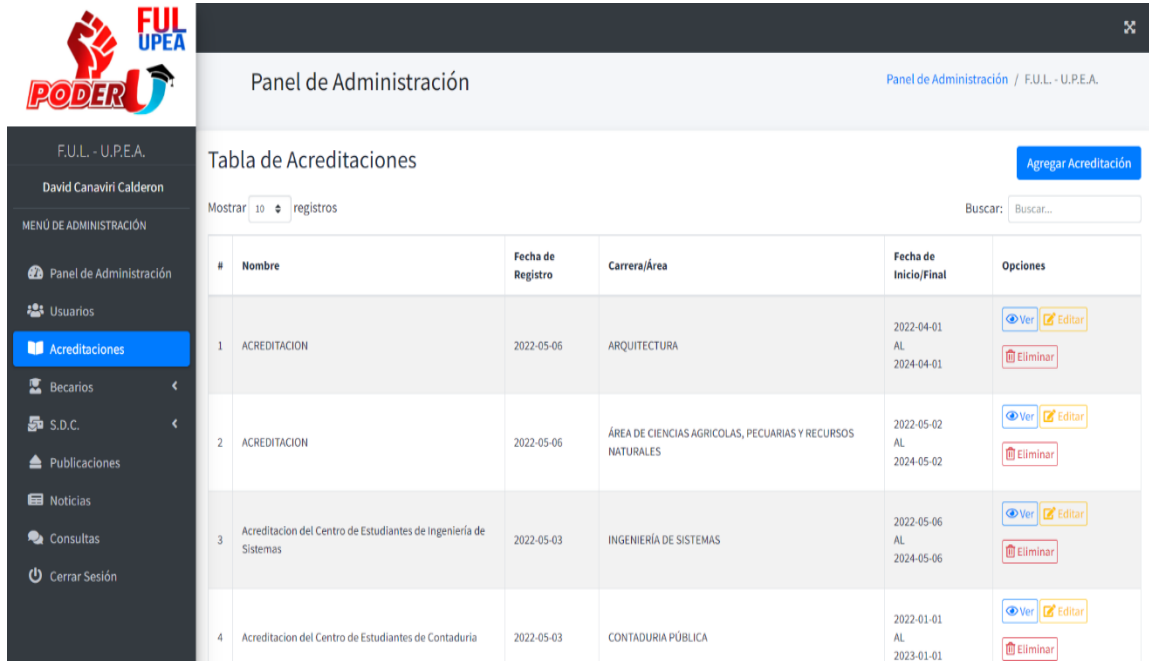 FUL
UPEA
PODER U
F.U.L. - U.P.E.A.
David Canaviri Calderon
MENÚ DE ADMINISTRACIÓN
Panel de Administración
Usuarios
Acreditaciones
Becarios
S.D.C.
Publicaciones
Noticias
Consultas
Cerrar Sesión
Panel de Administración
Panel de Administración / F.U.L. - U.P.E.A.
Tabla de Acreditaciones
Agregar Acreditación
Mostrar 10 registros
Buscar: Buscar...
# Nombre Fecha de Registro Carrera/Área Fecha de Inicio/Final Opciones
1 ACREDITACION 2022-05-06 ARQUITECTURA 2022-04-01 AL 2024-04-01 Ver Editar Eliminar
2 ACREDITACION 2022-05-06 ÁREA DE CIENCIAS AGRICOLAS, PECUARIAS Y RECURSOS NATURALES 2022-05-02 AL 2024-05-02 Ver Editar Eliminar
3 Acreditacion del Centro de Estudiantes de Ingeniería de Sistemas 2022-05-03 INGENIERÍA DE SISTEMAS 2022-05-06 AL 2024-05-06 Ver Editar Eliminar
4 Acreditacion del Centro de Estudiantes de Contaduria 2022-05-03 CONTADURIA PÚBLICA 2022-01-01 AL 2023-01-01 Ver Editar Eliminar